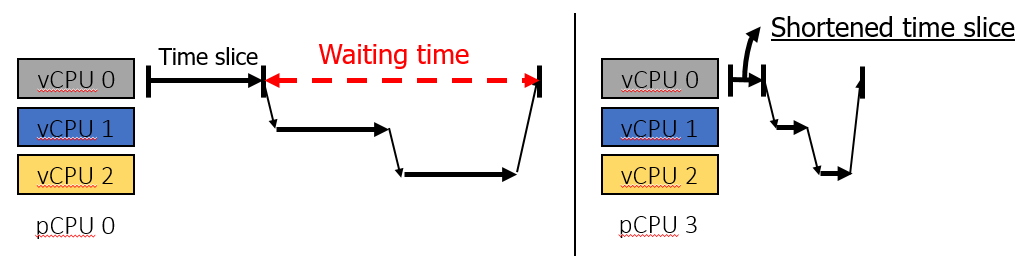 Time slice
Waiting time
vCPU 0
vCPU 1
vCPU 2
pCPU 0
Shortened time slice
vCPU 0
vCPU 1
vCPU 2
pCPU 3